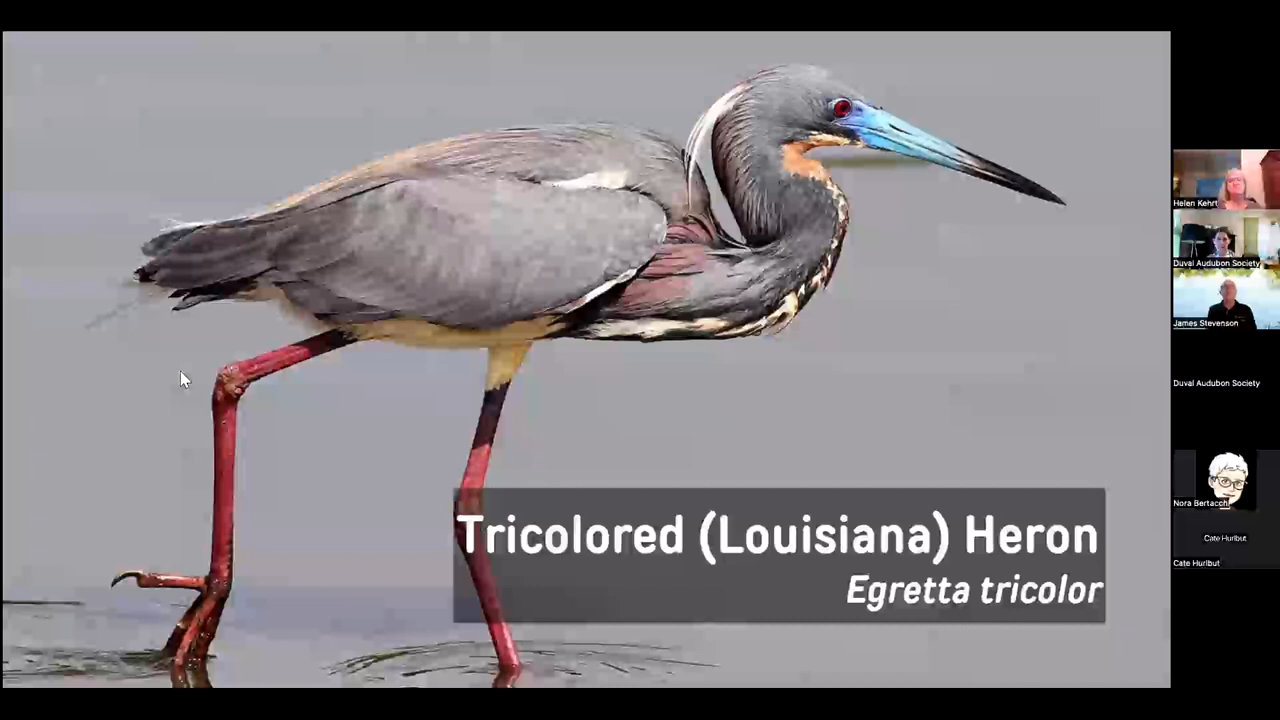 Tricolored (Louisiana) Heron
Egretta tricolor
Helen Kehrt
Duval Audubon Society
James Stevenson
Duval Audubon Society
Nora Bertacchi
Cate Hurlbut
Cate Hurlbut